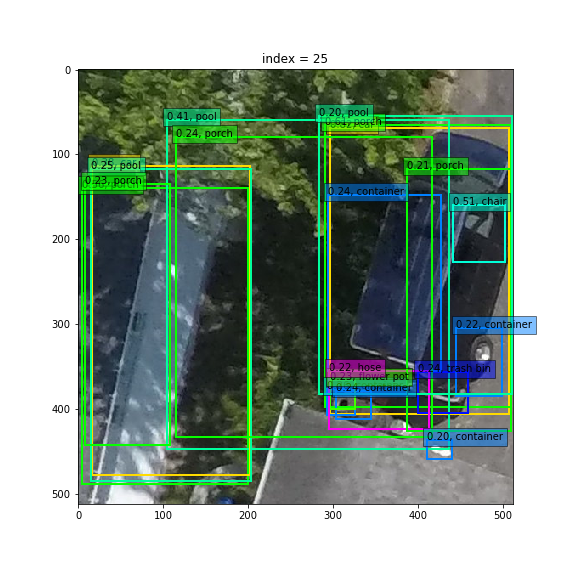 index = 25
0.20, pool
0.41, pool
0.24, porch
0.21, porch
0.25, pool
0.23, porch
0.24, container
0.51, chair
0.22, container
0.22, hose
0.24, trash bin
0.23, flower pot
0.24, container
0.20, container
0
100
200
300
400
500
0
100
200
300
400
500